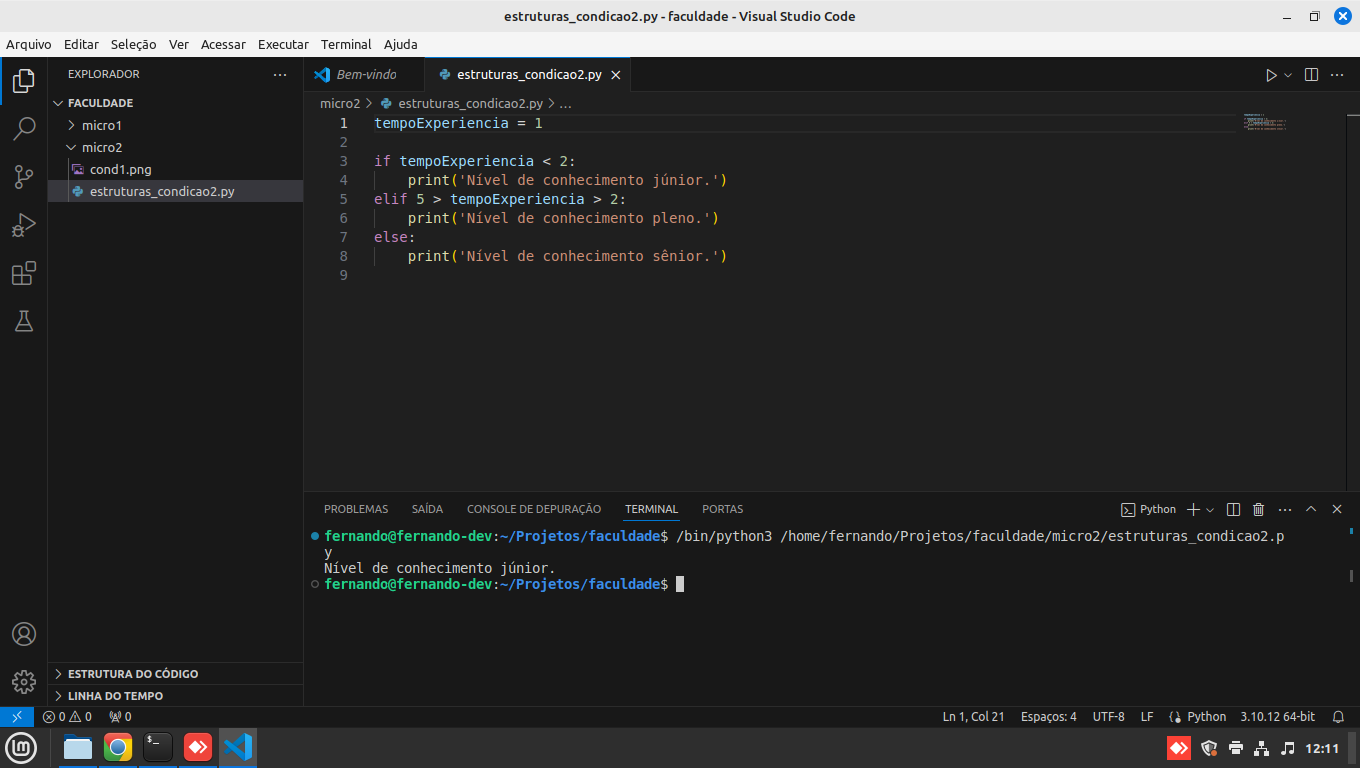 estruturas_condicao2.py - faculdade - Visual Studio Code
Arquivo Editar Seleção Ver Acessar Executar Terminal Ajuda
EXPLORADOR
FACULDADE
micro1
micro2
cond1.png
estruturas_condicao2.py
ESTRUTURA DO CÓDIGO
LINHA DO TEMPO
Bem-vindo estruturas_condicao2.py
micro2 > estruturas_condicao2.py > ...
1 tempoExperiencia = 1
2
3 if tempoExperiencia < 2:
4 print('Nível de conhecimento júnior.')
5 elif 5 > tempoExperiencia > 2:
6 print('Nível de conhecimento pleno.')
7 else:
8 print('Nível de conhecimento sênior.')
9
PROBLEMAS SAÍDA CONSOLE DE DEPURAÇÃO TERMINAL PORTAS Python
fernando@fernando-dev:~/Projetos/faculdade$ /bin/python3 /home/fernando/Projetos/faculdade/micro2/estruturas_condicao2.p
y
Nível de conhecimento júnior.
fernando@fernando-dev:~/Projetos/faculdade$
0 0 0 Ln 1, Col 21 Espaços: 4 UTF-8 LF Python 3.10.12 64-bit
12:11